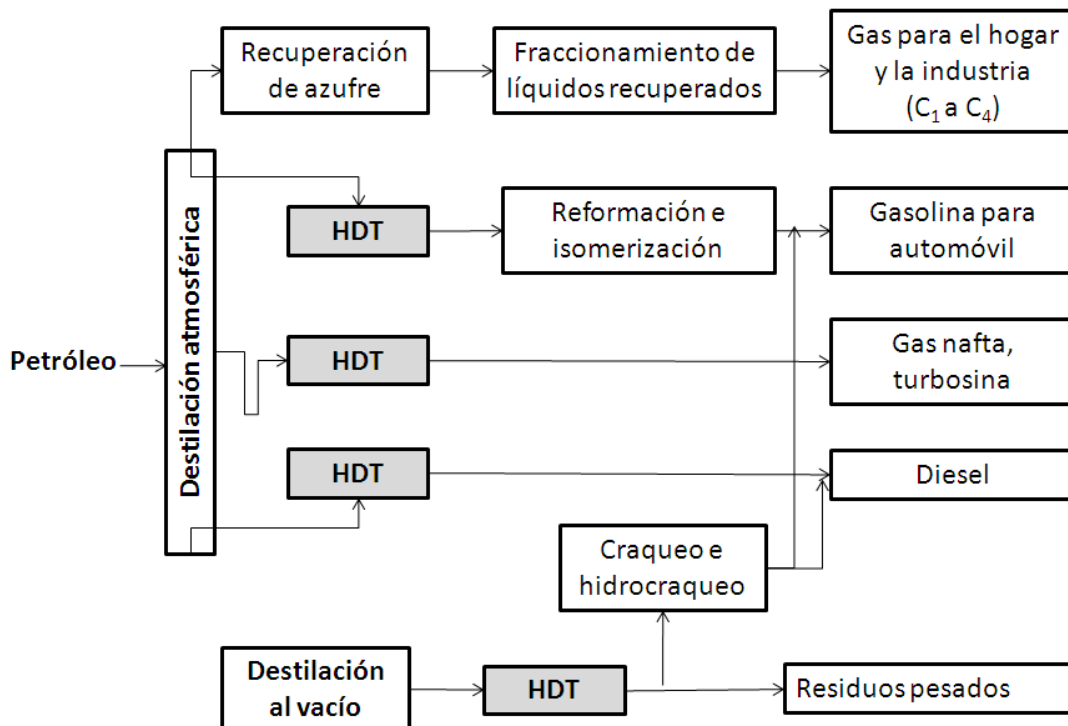 Recuperación
de azufre
Fraccionamiento de
líquidos recuperados
Gas para el hogar
y la industria
(C₁ a C₄)
Petróleo
Destilación atmosférica
HDT
Reformación e
isomerización
Gasolina para
automóvil
HDT
Gas nafta,
turbosina
HDT
Diesel
Craqueo e
hidrocraqueo
Destilación
al vacío
HDT
Residuos pesados